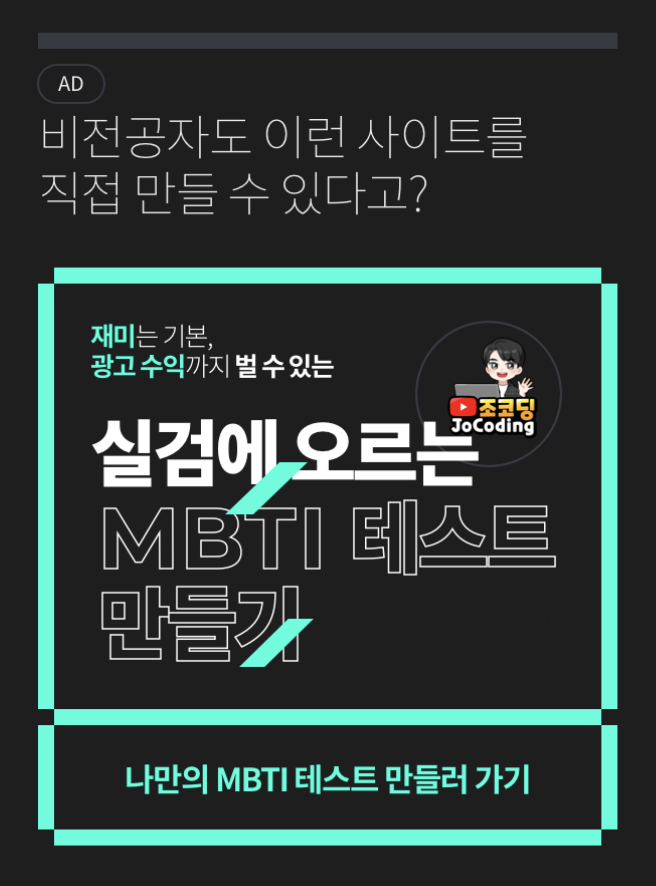 AD
비전공자도 이런 사이트를
직접 만들 수 있다고?
재미는 기본,
광고 수익까지 벌 수 있는
조코딩
JoCoding
실검에 오르는
MBTI 테스트
만들기
나만의 MBTI 테스트 만들러 가기